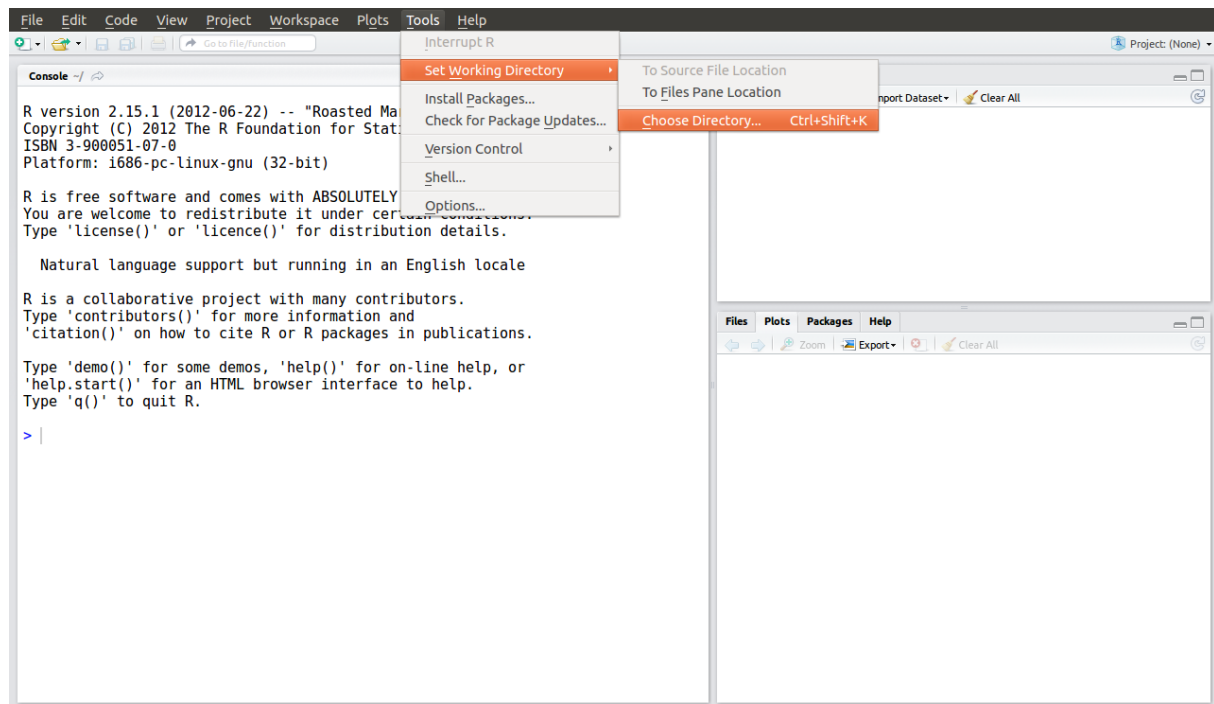 File Edit Code View Project Workspace Plots Tools Help
Go to file/function
Project: (None)
Interrupt R
Set Working Directory
Install Packages...
Check for Package Updates...
Version Control
Shell...
Options...
To Source File Location
To Files Pane Location
Choose Directory... Ctrl+Shift+K
Console ~/
R version 2.15.1 (2012-06-22) -- "Roasted Mar
Copyright (C) 2012 The R Foundation for Stat
ISBN 3-900051-07-0
Platform: i686-pc-linux-gnu (32-bit)
R is free software and comes with ABSOLUTELY
You are welcome to redistribute it under certain conditions.
Type 'license()' or 'licence()' for distribution details.
Natural language support but running in an English locale
R is a collaborative project with many contributors.
Type 'contributors()' for more information and
'citation()' on how to cite R or R packages in publications.
Type 'demo()' for some demos, 'help()' for on-line help, or
'help.start()' for an HTML browser interface to help.
Type 'q()' to quit R.
>
mport Dataset Clear All
Files Plots Packages Help
Zoom Export Clear All